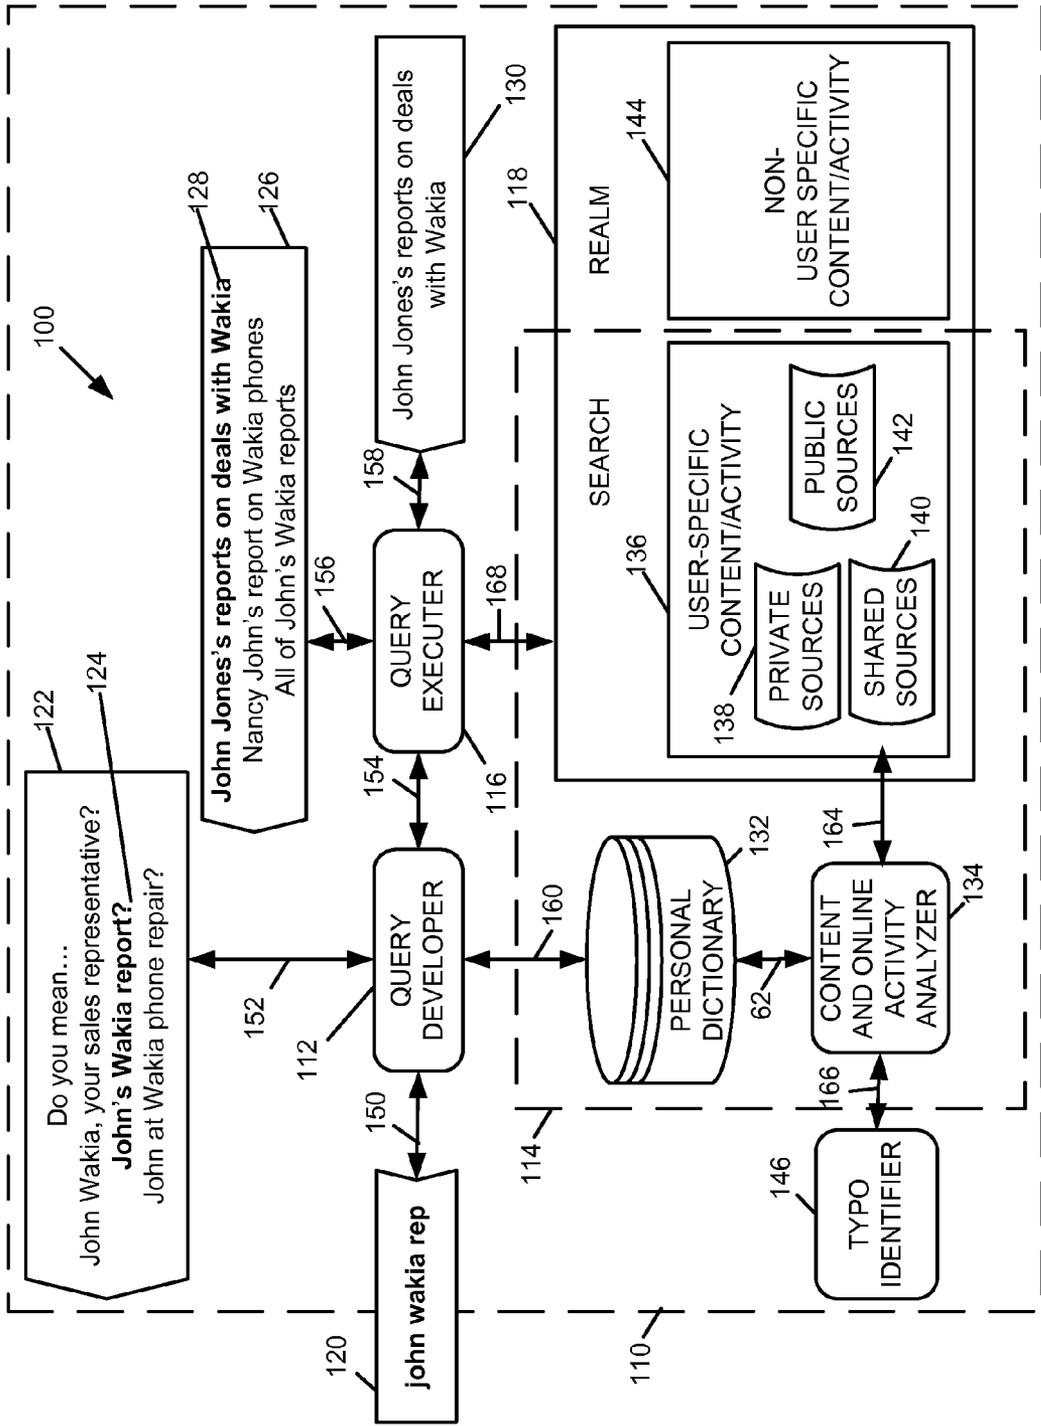 100
122
Do you mean...
John Wakia, your sales representative?
John's Wakia report?
John at Wakia phone repair?
124
128
126
John Jones's reports on deals with Wakia
Nancy John's report on Wakia phones
All of John's Wakia reports
152
156
120
john wakia rep
150
112
QUERY
DEVELOPER
154
116
QUERY
EXECUTER
158
John Jones's reports on deals
with Wakia
130
110
114
160
168
118
SEARCH
REALM
PERSONAL
DICTIONARY
132
136
USER-SPECIFIC
CONTENT/ACTIVITY
138
PRIVATE
SOURCES
SHARED
SOURCES
140
PUBLIC
SOURCES
142
144
NON-
USER SPECIFIC
CONTENT/ACTIVITY
146
TYPO
IDENTIFIER
166
62
CONTENT
AND ONLINE
ACTIVITY
ANALYZER
134
164